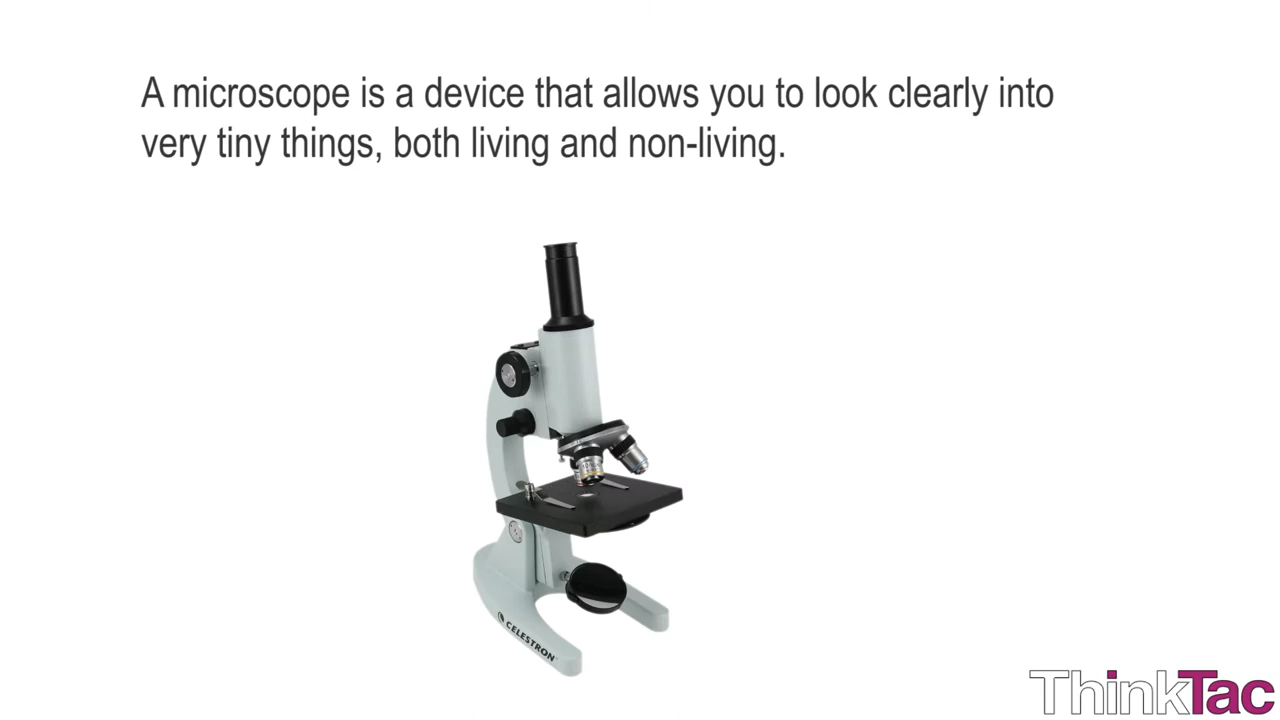 A microscope is a device that allows you to look clearly into
very tiny things, both living and non-living.
CELESTRON
ThinkTac